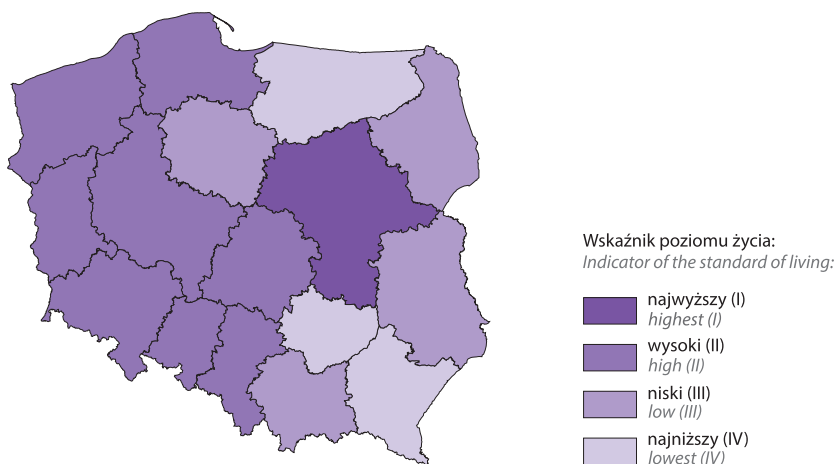 Wskaźnik poziomu życia:
Indicator of the standard of living:
najwyższy (I)
highest (I)
wysoki (II)
high (II)
niski (III)
low (III)
najniższy (IV)
lowest (IV)